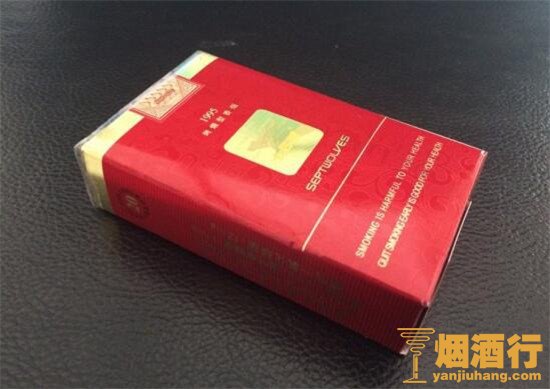 1995
SEPTWOLVES
SMOKING IS HARMFUL TO YOUR HEALTH
QUIT SMOKING EARLY IS GOOD FOR YOUR HEALTH
烟酒行
yanjiuhang.com